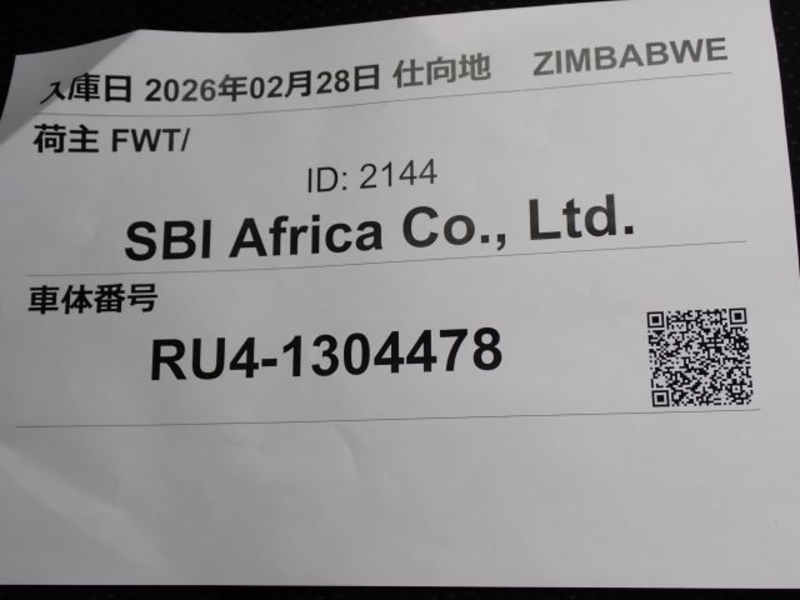 入庫日 2026年02月28日 仕向地 ZIMBABWE
荷主 FWT/
ID: 2144
SBI Africa Co., Ltd.
車体番号
RU4-1304478